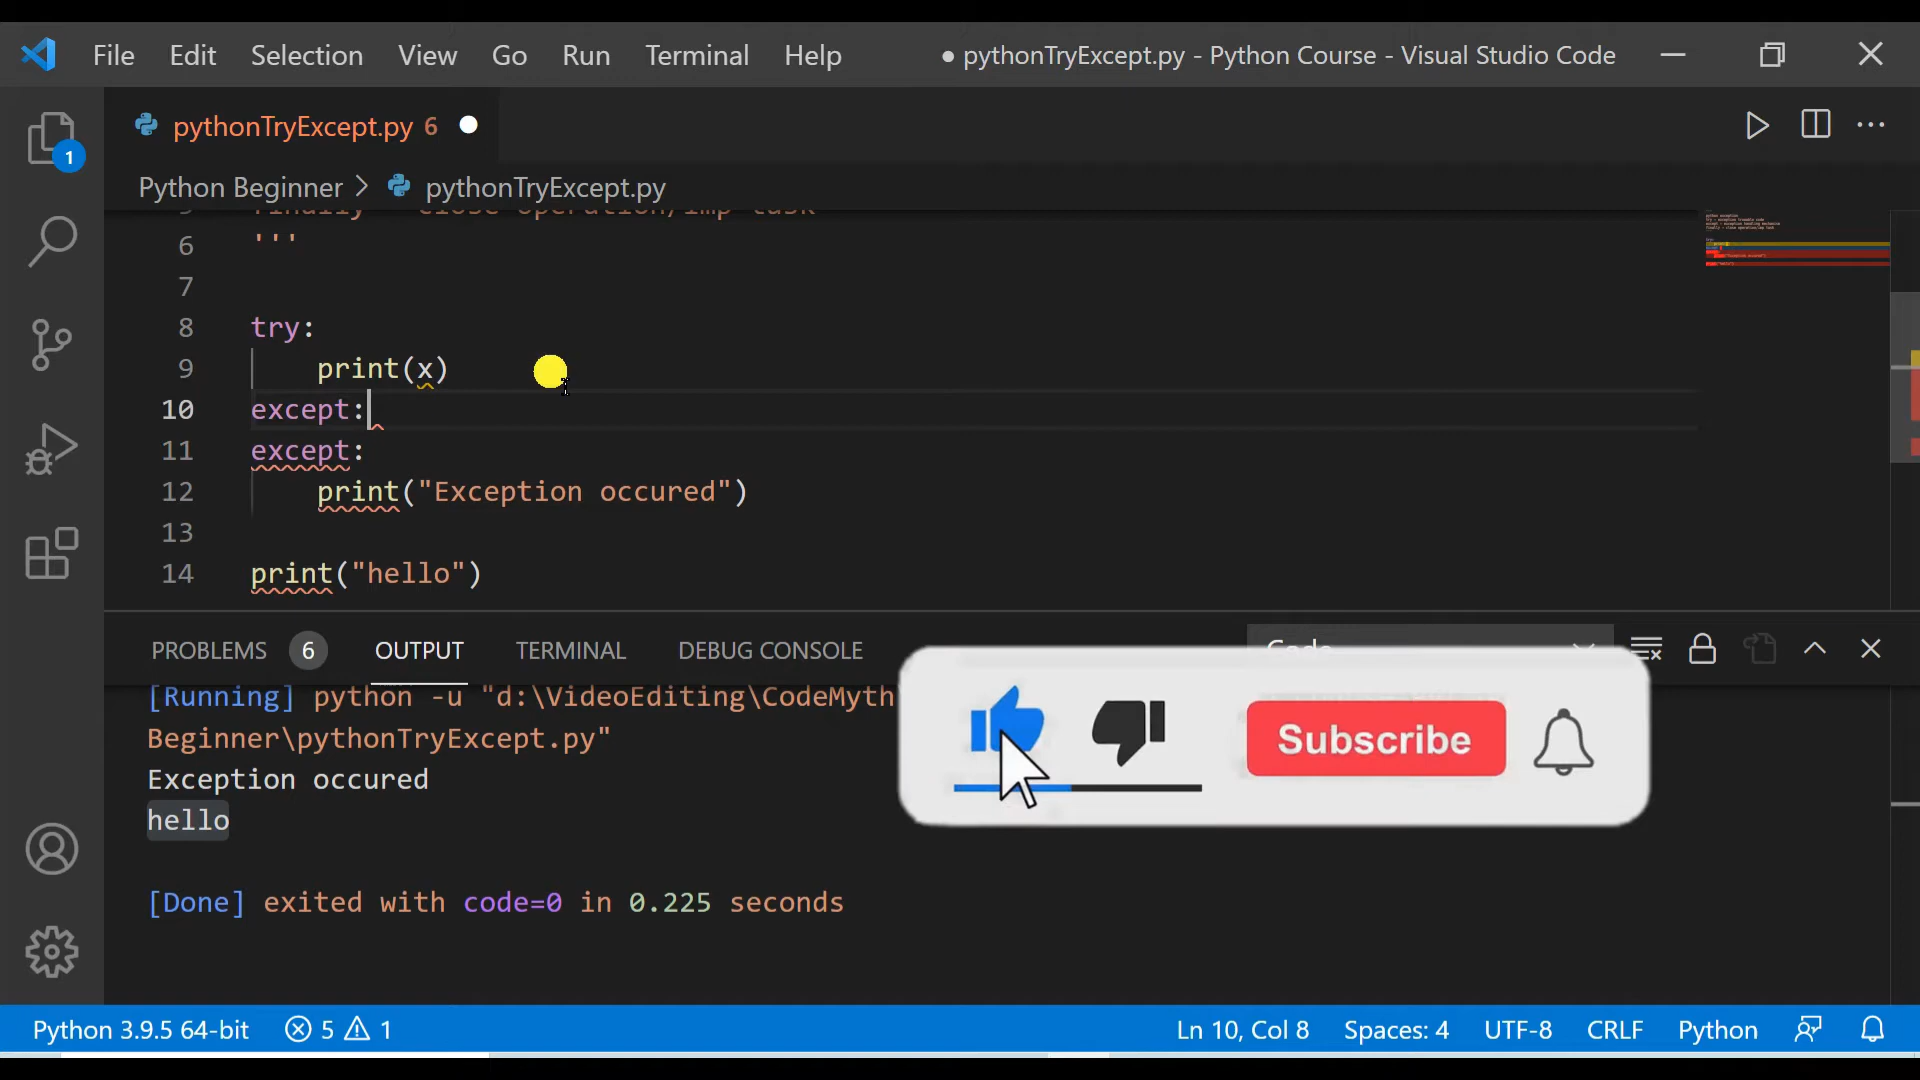 File Edit Selection View Go Run Terminal Help ● pythonTryExcept.py - Python Course - Visual Studio Code
pythonTryExcept.py 6
1
Python Beginner > pythonTryExcept.py
6 '''
7
8 try:
9 print(x)
10 except:
11 except:
12 print("Exception occured")
13
14 print("hello")
PROBLEMS 6 OUTPUT TERMINAL DEBUG CONSOLE
[Running] python -u "d:\VideoEditing\CodeMyth
Beginner\pythonTryExcept.py"
Exception occured
hello
[Done] exited with code=0 in 0.225 seconds
Subscribe
Python 3.9.5 64-bit 5 1 Ln 10, Col 8 Spaces: 4 UTF-8 CRLF Python